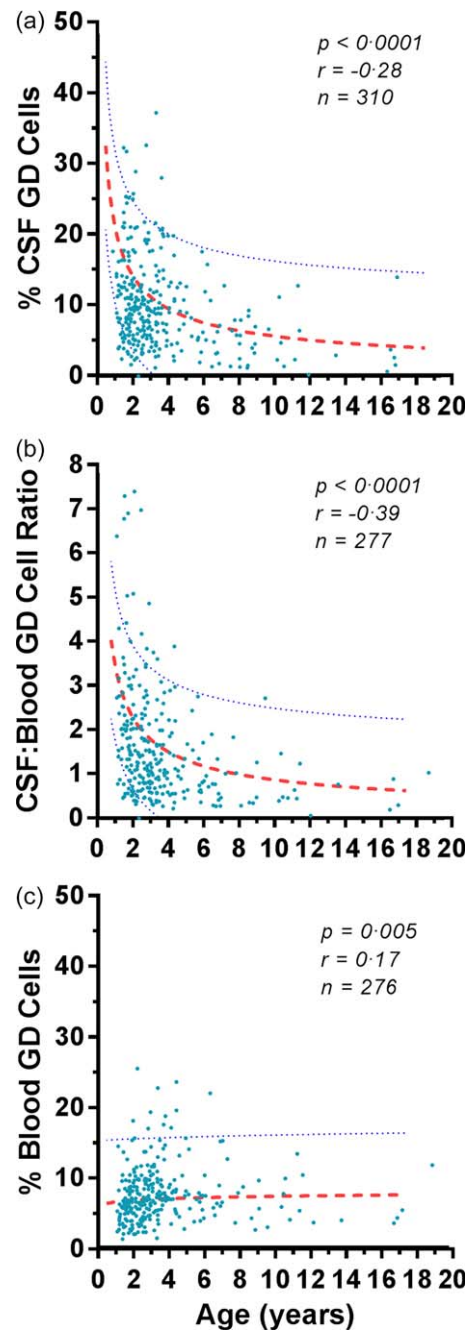 (a)
% CSF GD Cells
50
40
30
20
10
0
p < 0·0001
r = -0·28
n = 310
0 2 4 6 8 10 12 14 16 18 20
(b)
CSF:Blood GD Cell Ratio
8
7
6
5
4
3
2
1
0
p < 0·0001
r = -0·39
n = 277
0 2 4 6 8 10 12 14 16 18 20
(c)
% Blood GD Cells
50
40
30
20
10
0
p = 0·005
r = 0·17
n = 276
0 2 4 6 8 10 12 14 16 18 20
Age (years)